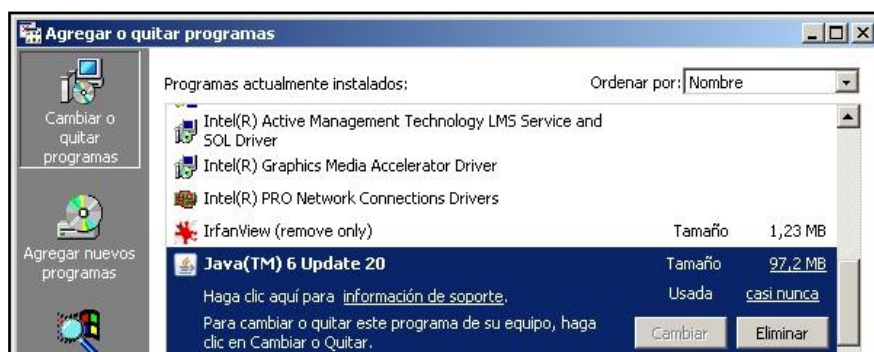 Agregar o quitar programas
Cambiar o
quitar
programas
Agregar nuevos
programas
Programas actualmente instalados:
Ordenar por: Nombre
Intel(R) Active Management Technology LMS Service and
SOL Driver
Intel(R) Graphics Media Accelerator Driver
Intel(R) PRO Network Connections Drivers
IrfanView (remove only) Tamaño 1,23 MB
Java(TM) 6 Update 20 Tamaño 97,2 MB
Haga clic aquí para información de soporte. Usada casi nunca
Para cambiar o quitar este programa de su equipo, haga
clic en Cambiar o Quitar.
Cambiar Eliminar